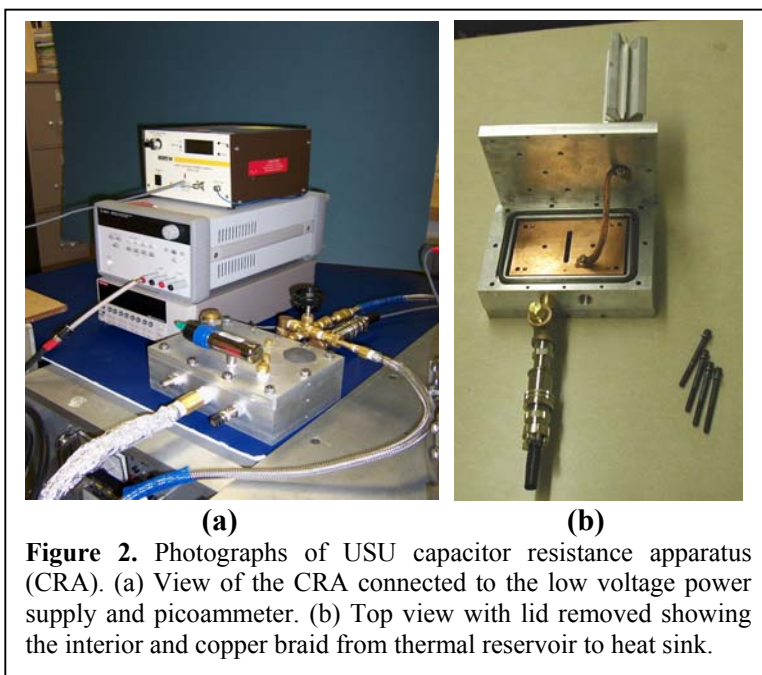 (a)
(b)
Figure 2. Photographs of USU capacitor resistance apparatus
(CRA). (a) View of the CRA connected to the low voltage power
supply and picoammeter. (b) Top view with lid removed showing
the interior and copper braid from thermal reservoir to heat sink.